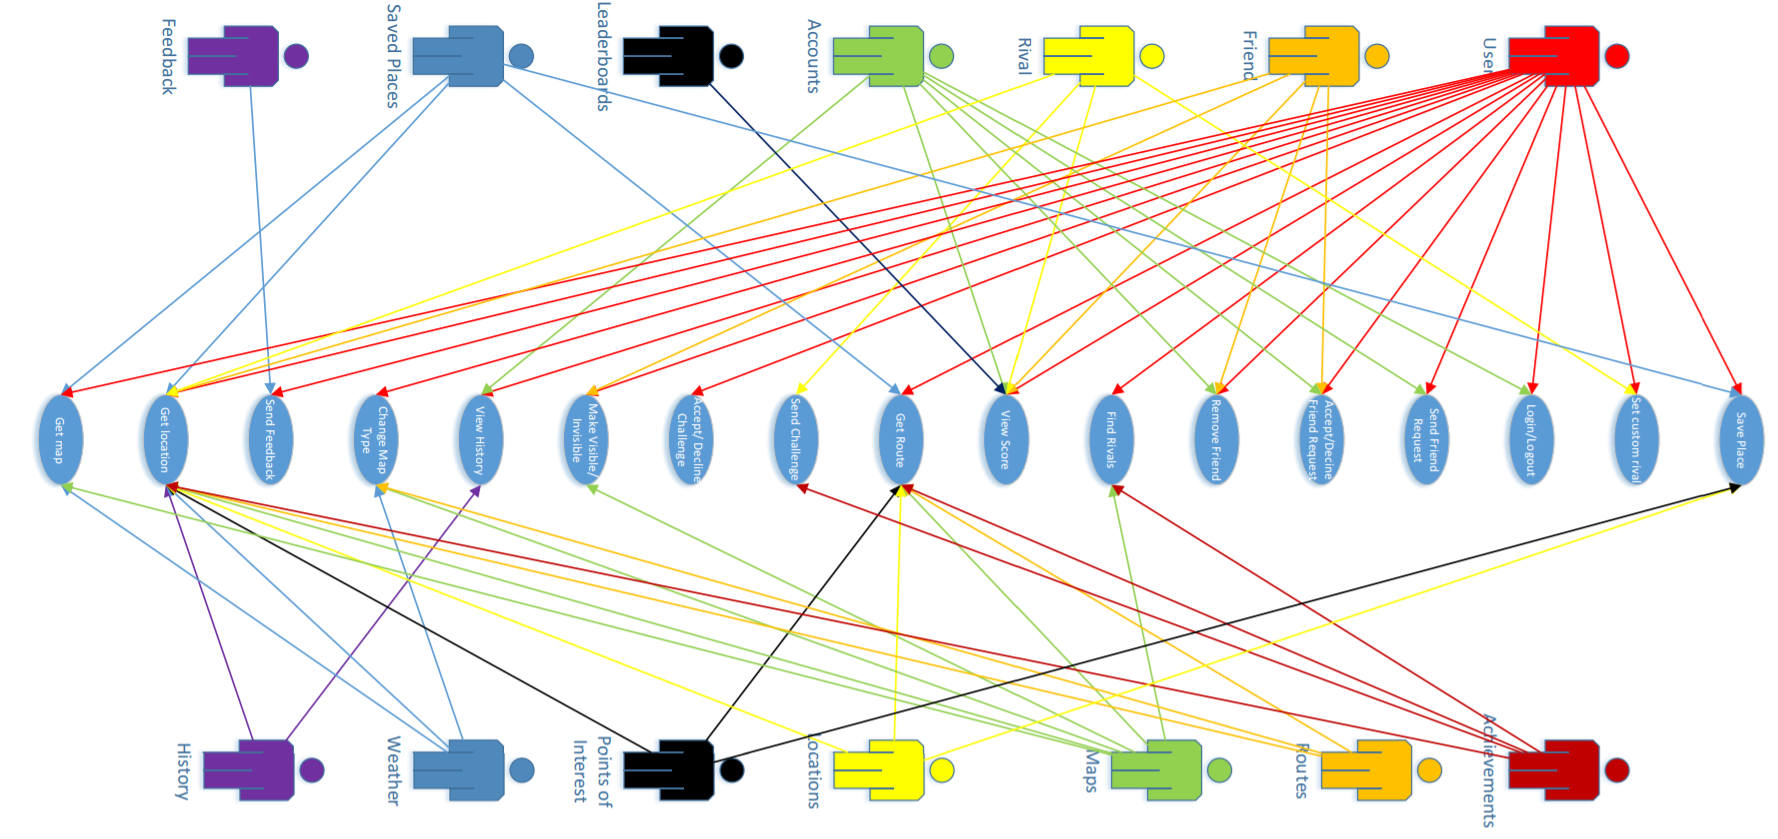 User
Friend
Rival
Accounts
Leaderboards
Saved Places
Feedback
Save Place
Set custom rival
Login/Logout
Send Friend
Request
Accept/Decine
Friend Request
Remove Friend
Find Rivals
View Score
Get Route
Send Challenge
Accept/ Decline
Challenge
Make Visible/
Invisible
View History
Change Map
Type
Send Feedback
Get location
Get map
Achievements
Routes
Maps
Locations
Points of
Interest
Weather
History